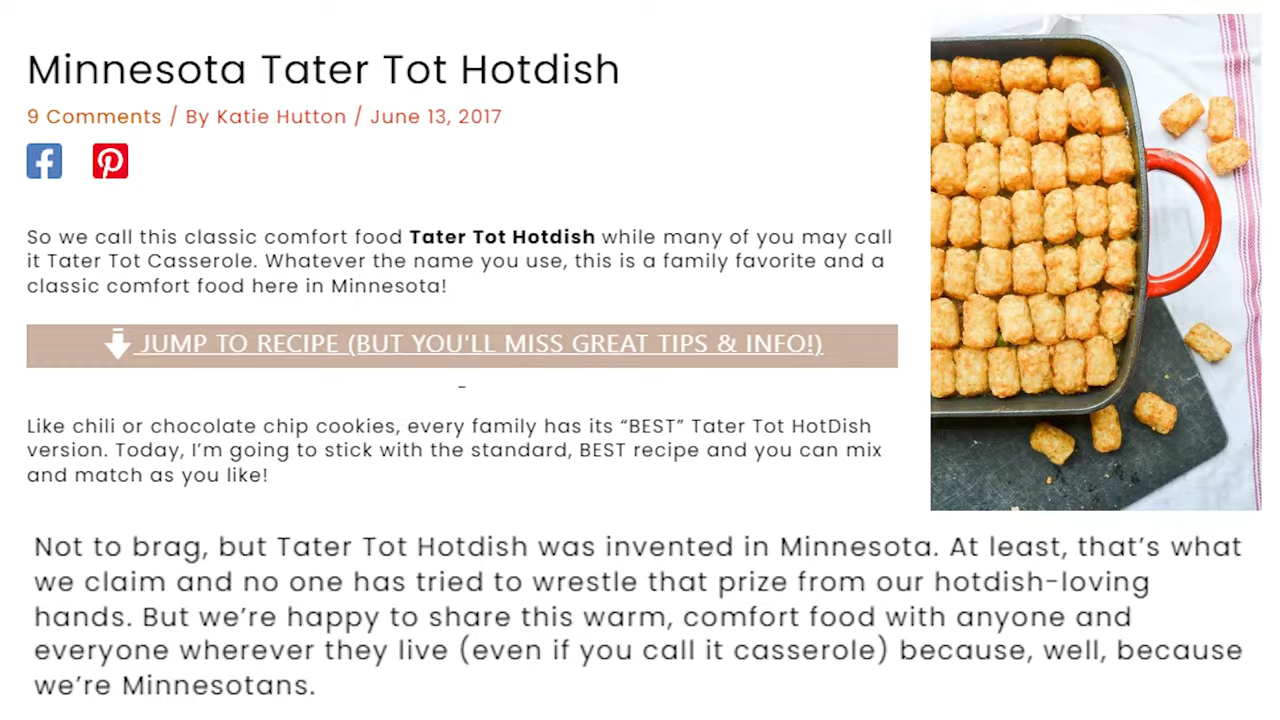 Minnesota Tater Tot Hotdish
9 Comments / By Katie Hutton / June 13, 2017
So we call this classic comfort food Tater Tot Hotdish while many of you may call
it Tater Tot Casserole. Whatever the name you use, this is a family favorite and a
classic comfort food here in Minnesota!
JUMP TO RECIPE (BUT YOU'LL MISS GREAT TIPS & INFO!)
–
Like chili or chocolate chip cookies, every family has its “BEST” Tater Tot HotDish
version. Today, I’m going to stick with the standard, BEST recipe and you can mix
and match as you like!
Not to brag, but Tater Tot Hotdish was invented in Minnesota. At least, that’s what
we claim and no one has tried to wrestle that prize from our hotdish-loving
hands. But we’re happy to share this warm, comfort food with anyone and
everyone wherever they live (even if you call it casserole) because, well, because
we’re Minnesotans.